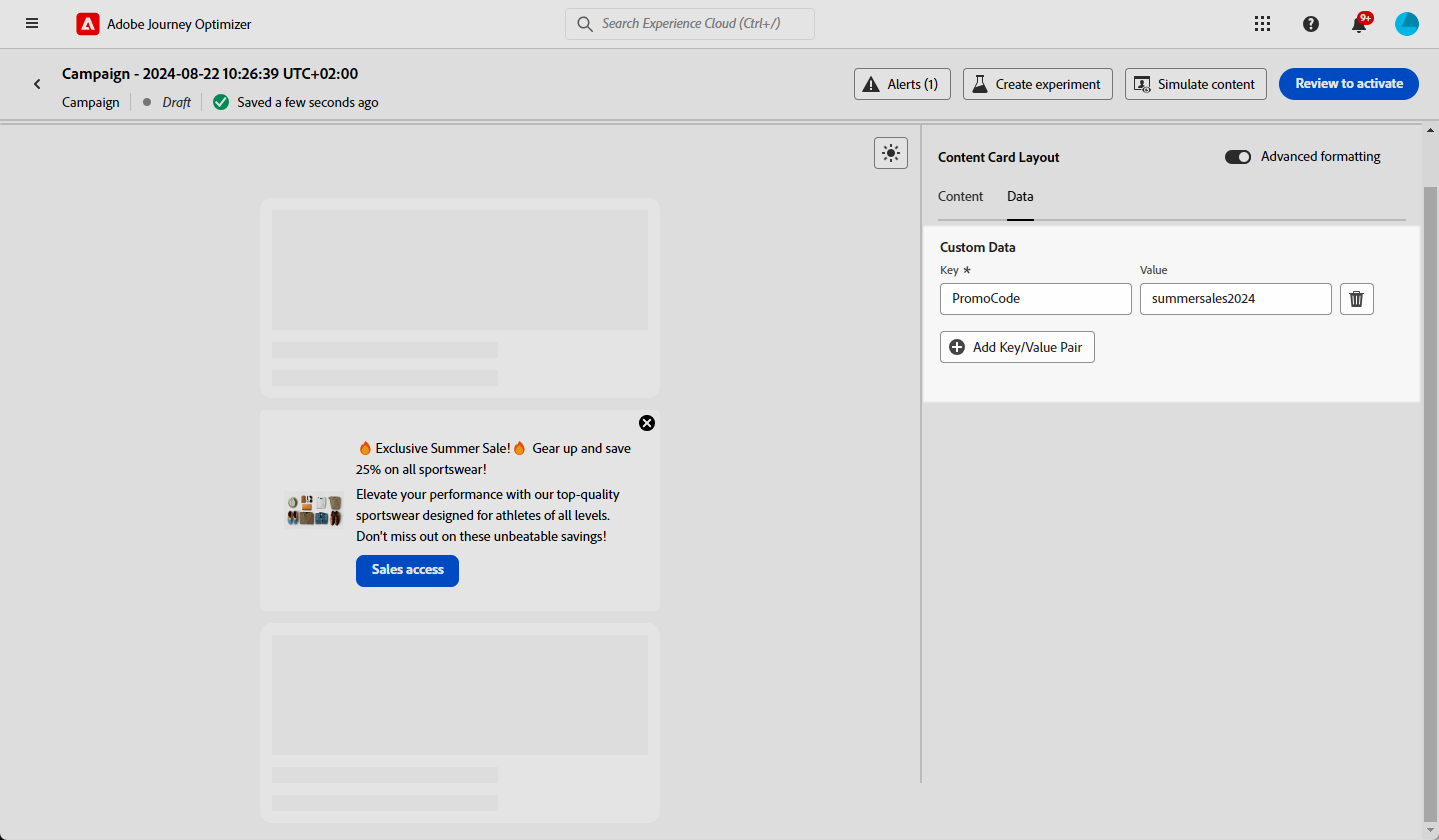 Adobe Journey Optimizer
Search Experience Cloud (Ctrl+/)
9+
Campaign - 2024-08-22 10:26:39 UTC+02:00
Campaign
Draft
Saved a few seconds ago
Alerts (1)
Create experiment
Simulate content
Review to activate
Content Card Layout
Advanced formatting
Content
Data
Custom Data
Key *
Value
PromoCode
summersales2024
Add Key/Value Pair
🔥 Exclusive Summer Sale!🔥 Gear up and save
25% on all sportswear!
Elevate your performance with our top-quality
sportswear designed for athletes of all levels.
Don't miss out on these unbeatable savings!
Sales access